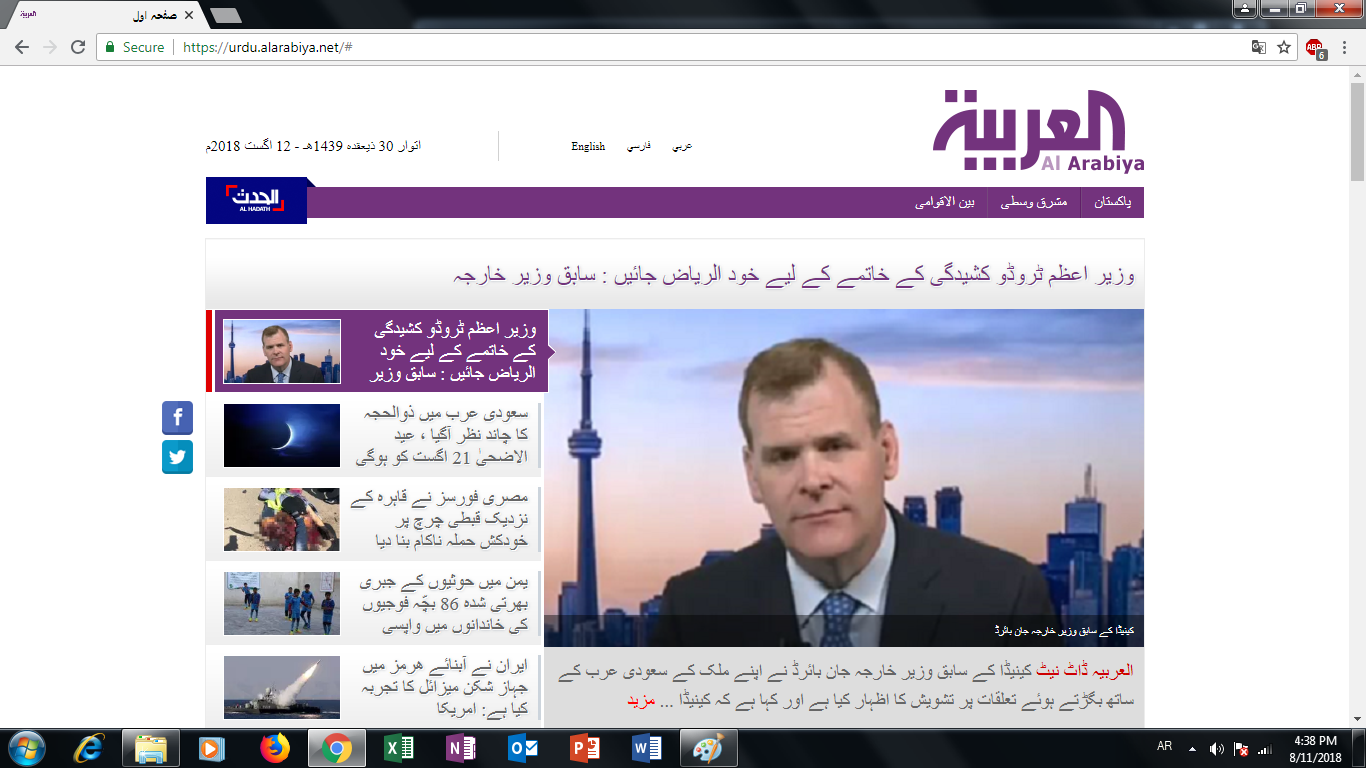 العربية
صفحہ اول
Secure
https://urdu.alarabiya.net/#
ABP
6
العربية
Al Arabiya
عربي
فارسي
English
اتوار 30 ذیعقدہ 1439هـ - 12 اگست 2018م
الحدث
AL HADATH
پاکستان
مشرق وسطی
بین الاقوامی
وزیر اعظم ٹروڈو کشیدگی کے خاتمے کے لیے خود الریاض جائیں : سابق وزیر خارجہ
وزیر اعظم ٹروڈو کشیدگی
کے خاتمے کے لیے خود
الریاض جائیں : سابق وزیر
سعودی عرب میں ذوالحجہ
کا چاند نظر آگیا ، عید
الاضحیٰ 21 اگست کو ہوگی
مصری فورسز نے قاہرہ کے
نزدیک قبطی چرچ پر
خودکش حملہ ناکام بنا دیا
یمن میں حوثیوں کے جبری
بھرتی شدہ 86 بچّہ فوجیوں
کی خاندانوں میں واپسی
ایران نے آبنائے ھرمز میں
جہاز شکن میزائل کا تجربہ
کیا ہے: امریکا
کینیڈا کے سابق وزیر خارجہ جان بائرڈ
العربیہ ڈاٹ نیٹ کینیڈا کے سابق وزیر خارجہ جان بائرڈ نے اپنے ملک کے سعودی عرب کے
ساتھ بگڑتے ہوئے تعلقات پر تشویش کا اظہار کیا ہے اور کہا ہے کہ کینیڈا ... مزید
AR
4:38 PM
8/11/2018